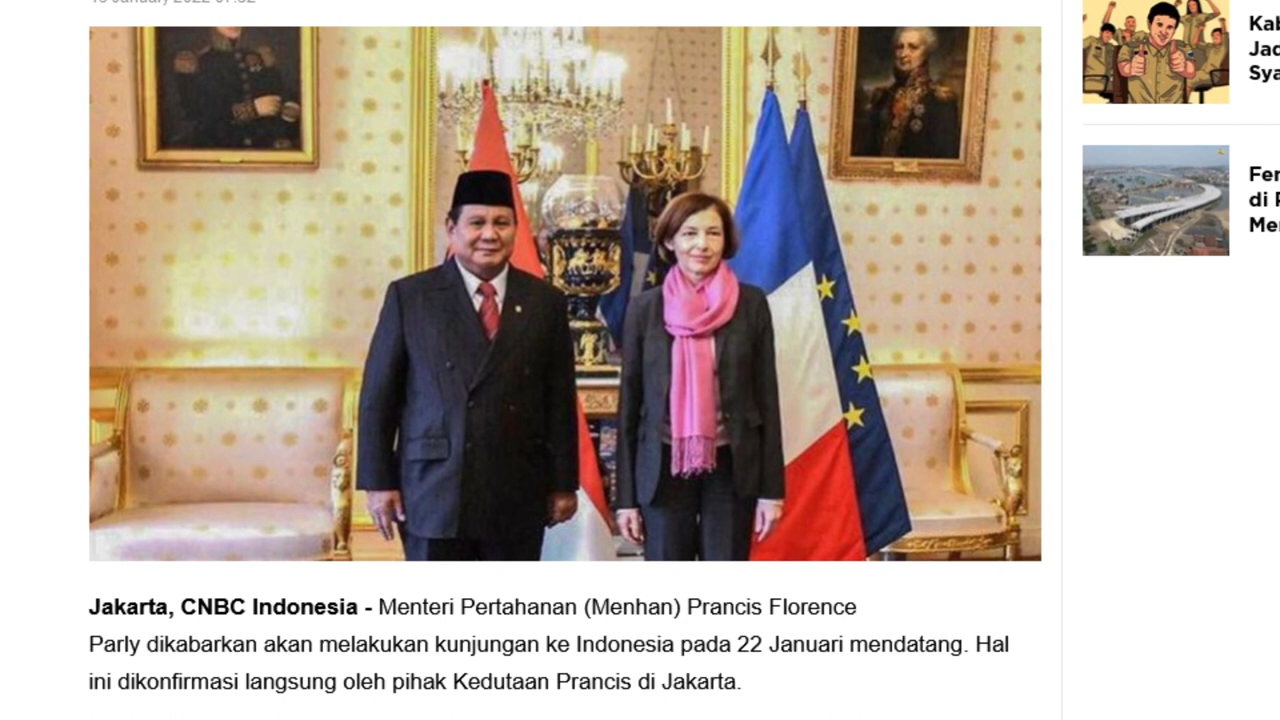 Jakarta, CNBC Indonesia - Menteri Pertahanan (Menhan) Prancis Florence
Parly dikabarkan akan melakukan kunjungan ke Indonesia pada 22 Januari mendatang. Hal
ini dikonfirmasi langsung oleh pihak Kedutaan Prancis di Jakarta.